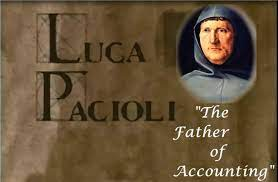 LUCA
PACIOLI
"The
Father
of
Accounting"